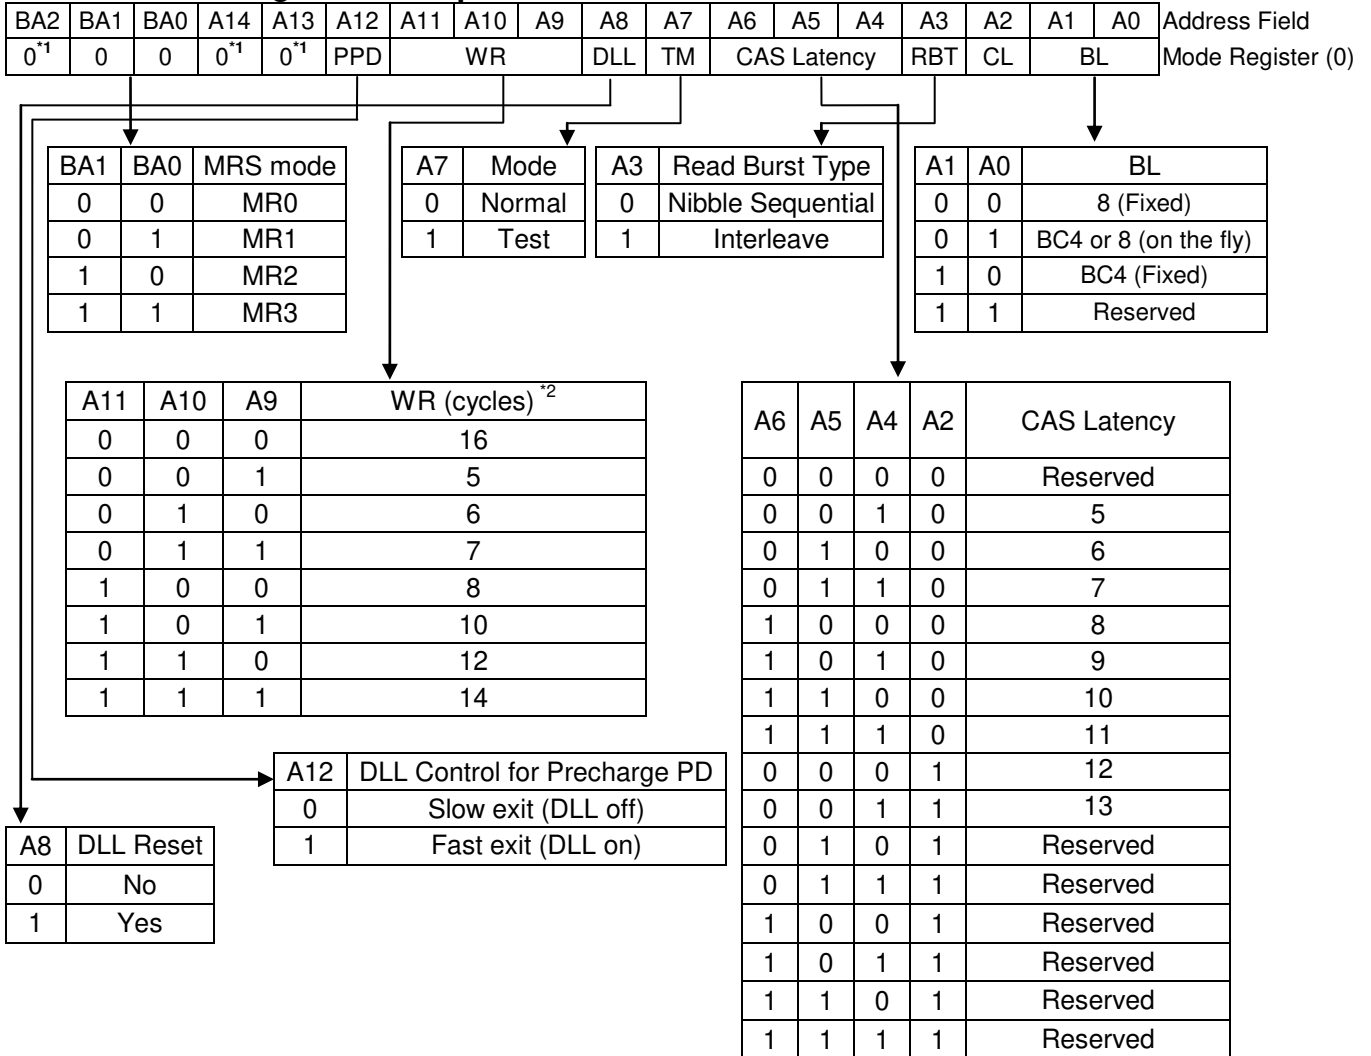 BA2 BA1 BA0 A14 A13 A12 A11 A10 A9 A8 A7 A6 A5 A4 A3 A2 A1 A0 Address Field
0*1 0 0 0*1 0*1 PPD WR DLL TM CAS Latency RBT CL BL Mode Register (0)
BA1 BA0 MRS mode
0 0 MR0
0 1 MR1
1 0 MR2
1 1 MR3
A7 Mode
0 Normal
1 Test
A3 Read Burst Type
0 Nibble Sequential
1 Interleave
A1 A0 BL
0 0 8 (Fixed)
0 1 BC4 or 8 (on the fly)
1 0 BC4 (Fixed)
1 1 Reserved
A11 A10 A9 WR (cycles) *2
0 0 0 16
0 0 1 5
0 1 0 6
0 1 1 7
1 0 0 8
1 0 1 10
1 1 0 12
1 1 1 14
A6 A5 A4 A2 CAS Latency
0 0 0 0 Reserved
0 0 1 0 5
0 1 0 0 6
0 1 1 0 7
1 0 0 0 8
1 0 1 0 9
1 1 0 0 10
1 1 1 0 11
0 0 0 1 12
0 0 1 1 13
0 1 0 1 Reserved
0 1 1 1 Reserved
1 0 0 1 Reserved
1 0 1 1 Reserved
1 1 0 1 Reserved
1 1 1 1 Reserved
A12 DLL Control for Precharge PD
0 Slow exit (DLL off)
1 Fast exit (DLL on)
A8 DLL Reset
0 No
1 Yes